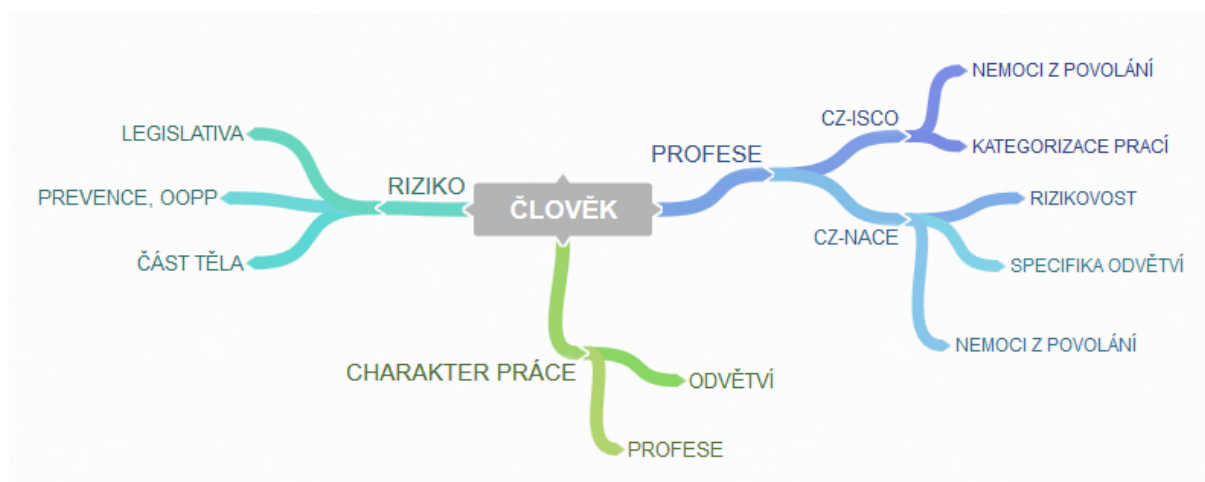 NEMOCI Z POVOLÁNÍ
CZ-ISCO
LEGISLATIVA
KATEGORIZACE PRACÍ
PROFESE
RIZIKO
PREVENCE, OOPP
ČLOVĚK
RIZIKOVOST
CZ-NACE
ČÁST TĚLA
SPECIFIKA ODVĚTVÍ
NEMOCI Z POVOLÁNÍ
CHARAKTER PRÁCE
ODVĚTVÍ
PROFESE